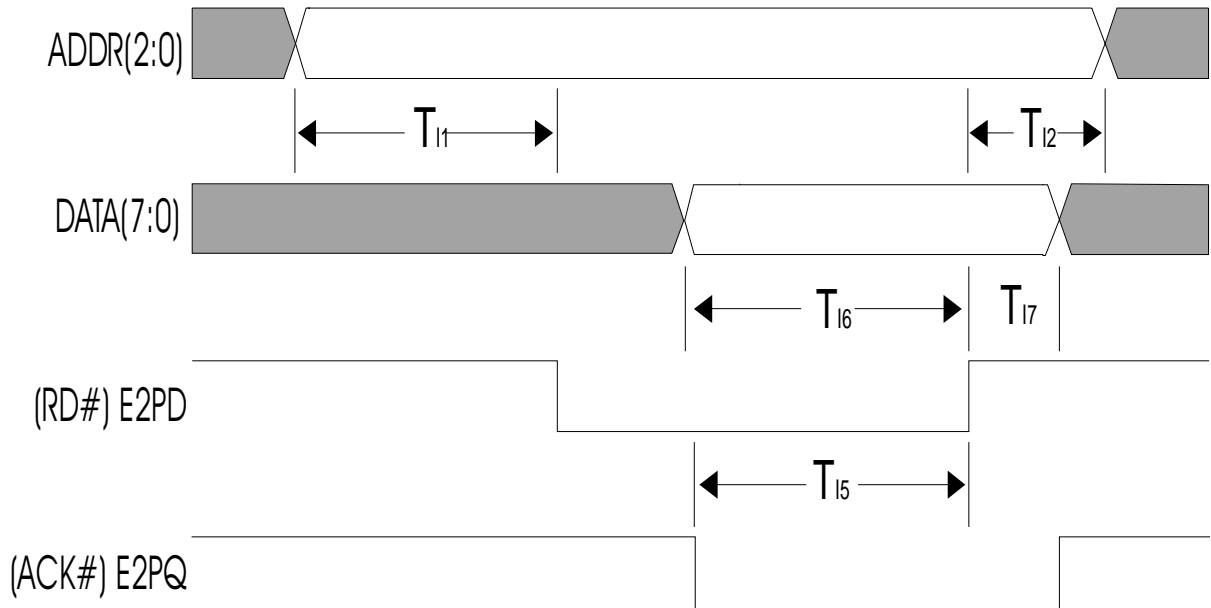 ADDR(2:0)
TI1
TI2
DATA(7:0)
TI6
TI7
(RD#) E2PD
TI5
(ACK#) E2PQ